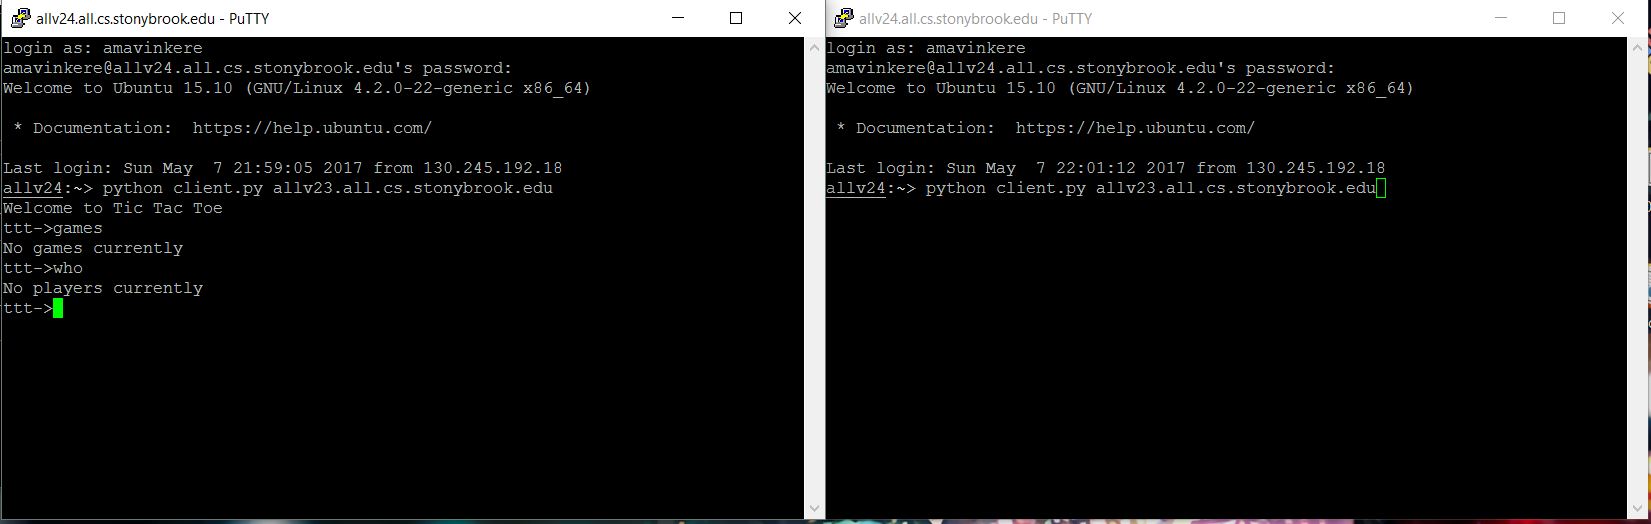 allv24.all.cs.stonybrook.edu - PuTTY
login as: amavinkere
amavinkere@allv24.all.cs.stonybrook.edu's password:
Welcome to Ubuntu 15.10 (GNU/Linux 4.2.0-22-generic x86_64)
 * Documentation:  https://help.ubuntu.com/
Last login: Sun May  7 21:59:05 2017 from 130.245.192.18
allv24:~> python client.py allv23.all.cs.stonybrook.edu
Welcome to Tic Tac Toe
ttt->games
No games currently
ttt->who
No players currently
ttt->
allv24.all.cs.stonybrook.edu - PuTTY
login as: amavinkere
amavinkere@allv24.all.cs.stonybrook.edu's password:
Welcome to Ubuntu 15.10 (GNU/Linux 4.2.0-22-generic x86_64)
 * Documentation:  https://help.ubuntu.com/
Last login: Sun May  7 22:01:12 2017 from 130.245.192.18
allv24:~> python client.py allv23.all.cs.stonybrook.edu